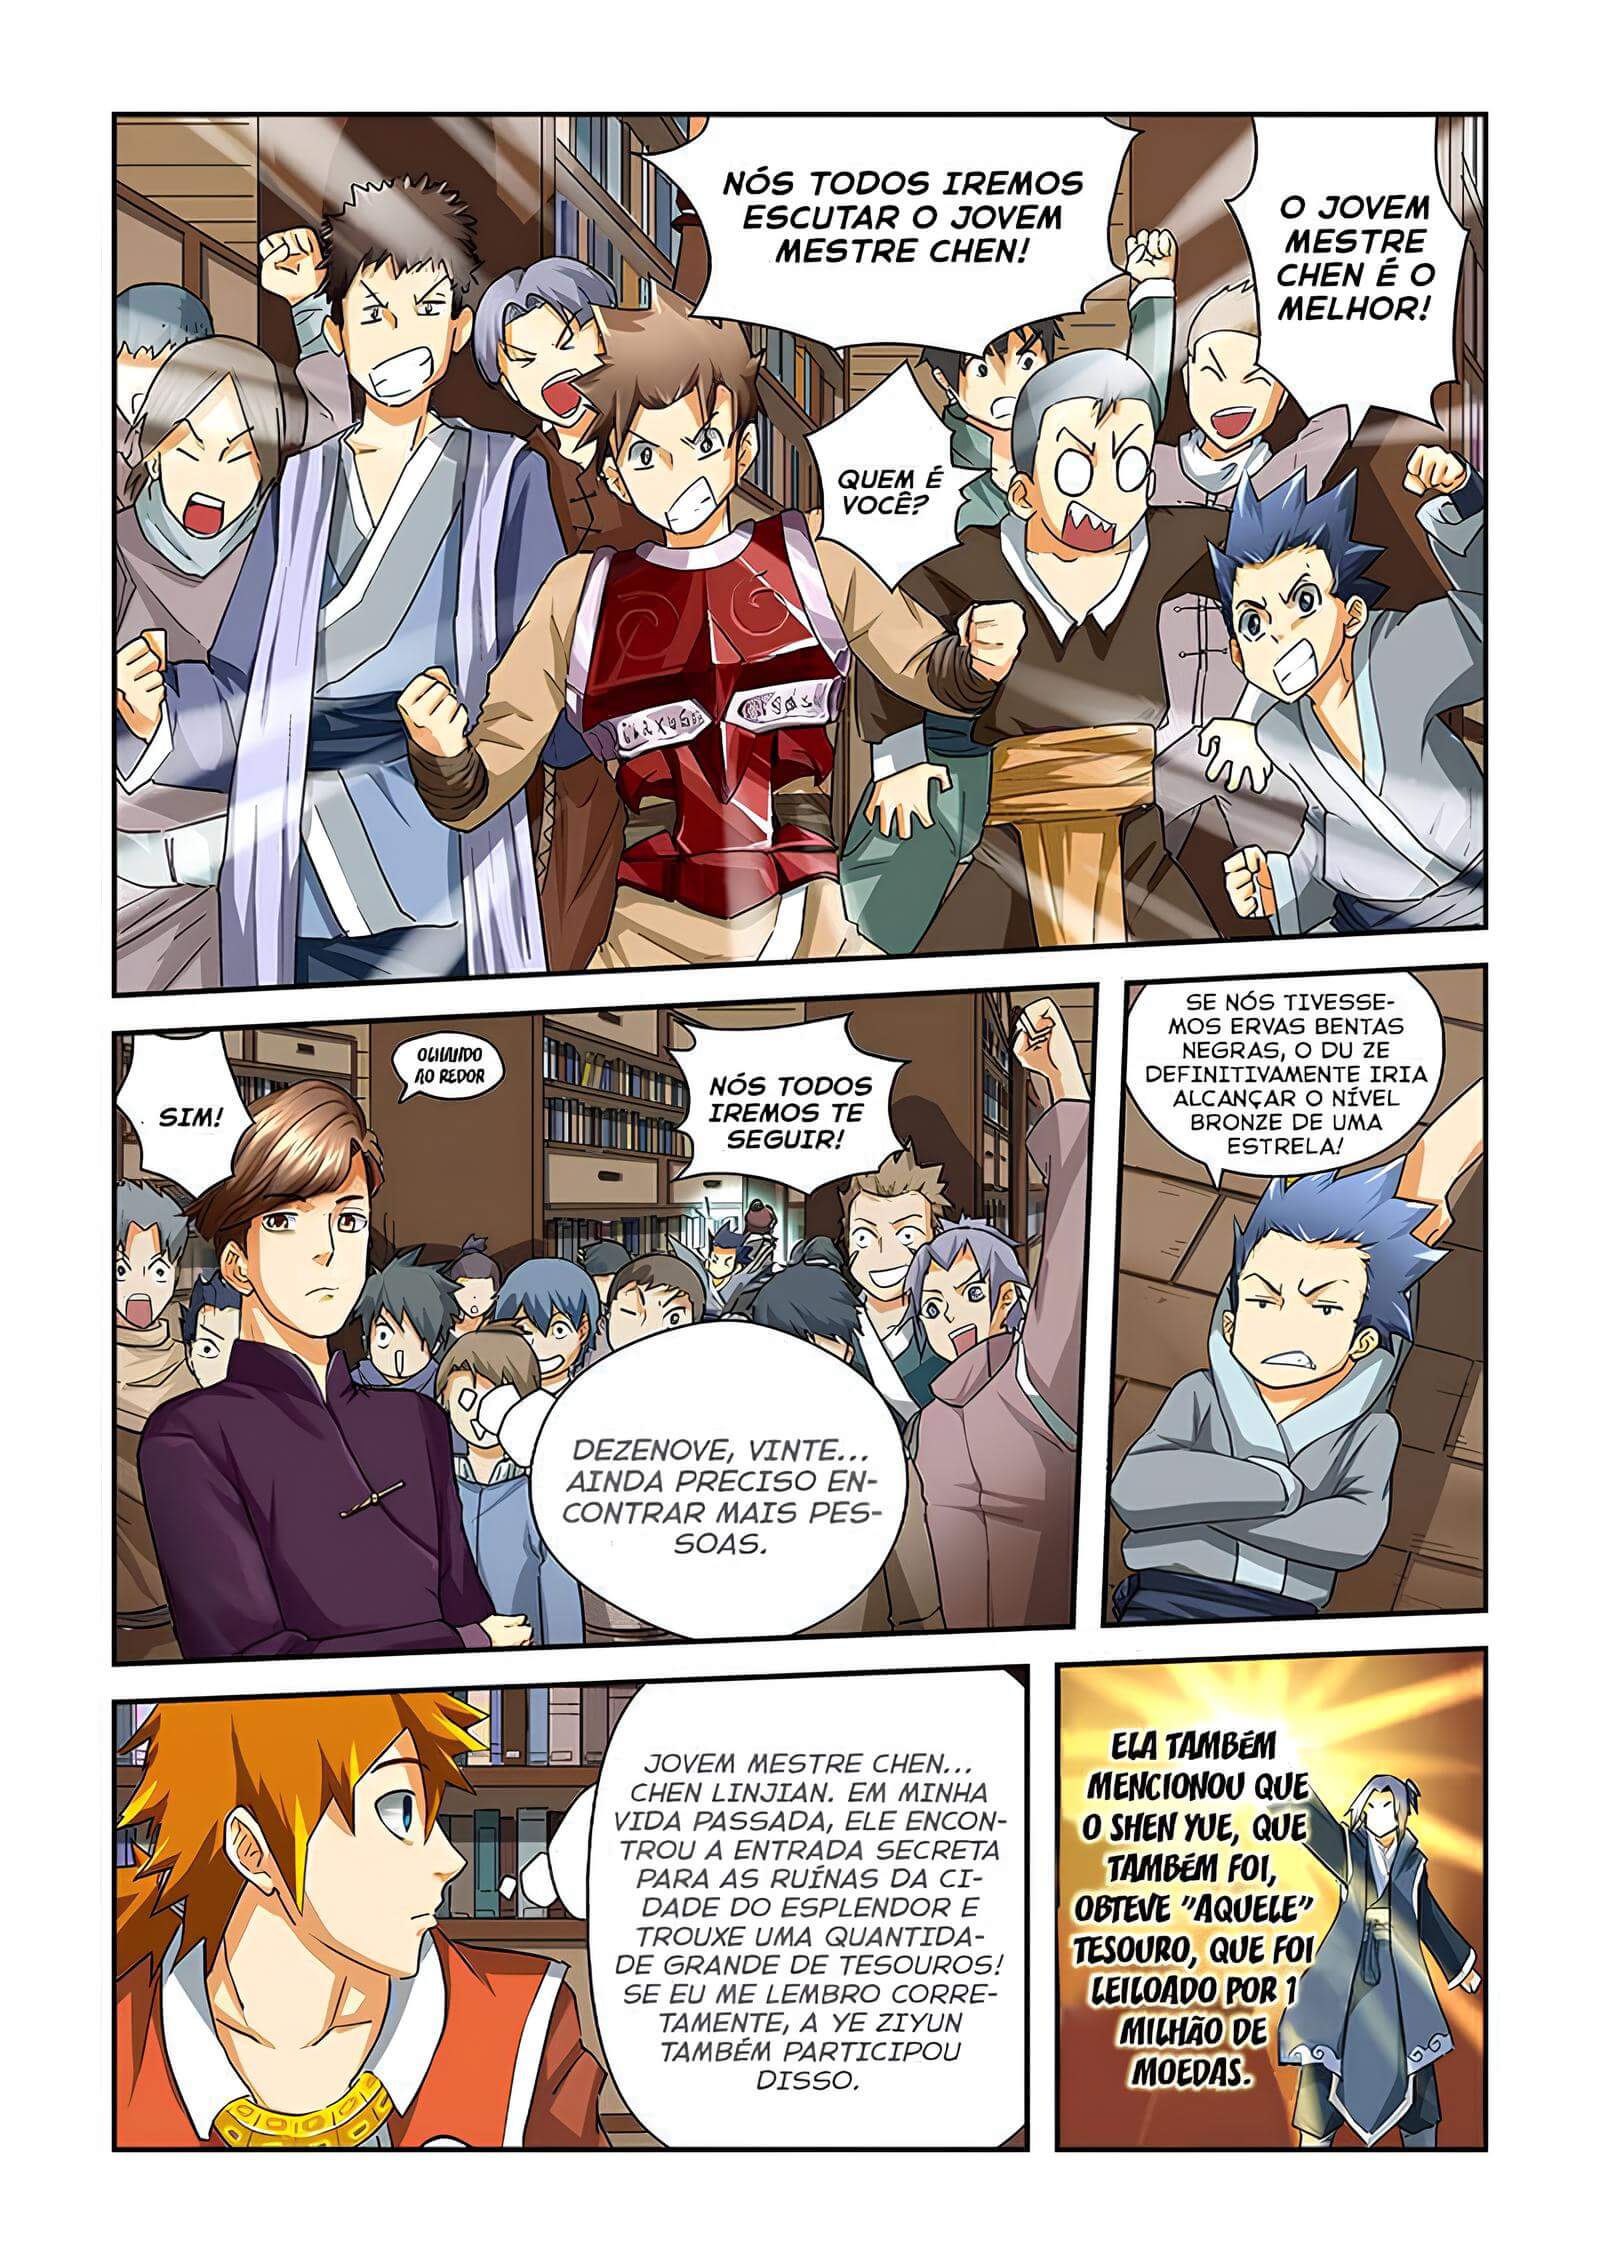 NÓS TODOS IREMOS
ESCUTAR O JOVEM
MESTRE CHEN!
O JOVEM
MESTRE
CHEN É O
MELHOR!
QUEM É
VOCÊ?
SIM!
OLHANDO
AO REDOR
NÓS TODOS
IREMOS TE
SEGUIR!
DEZENOVE, VINTE...
AINDA PRECISO EN-
CONTRAR MAIS PES-
SOAS.
SE NÓS TIVESSE-
MOS ERVAS BENTAS
NEGRAS, O DU ZE
DEFINITIVAMENTE IRIA
ALCANÇAR O NÍVEL
BRONZE DE UMA
ESTRELA!
JOVEM MESTRE CHEN...
CHEN LINJIAN. EM MINHA
VIDA PASSADA, ELE ENCON-
TROU A ENTRADA SECRETA
PARA AS RUÍNAS DA CI-
DADE DO ESPLENDOR E
TROUXE UMA QUANTIDA-
DE GRANDE DE TESOUROS!
SE EU ME LEMBRO CORRE-
TAMENTE, A YE ZIYUN
TAMBÉM PARTICIPOU
DISSO.
ELA TAMBÉM
MENCIONOU QUE
O SHEN YUE, QUE
TAMBÉM FOI,
OBTEVE "AQUELE"
TESOURO, QUE FOI
LEILOADO POR 1
MILHÃO DE
MOEDAS.